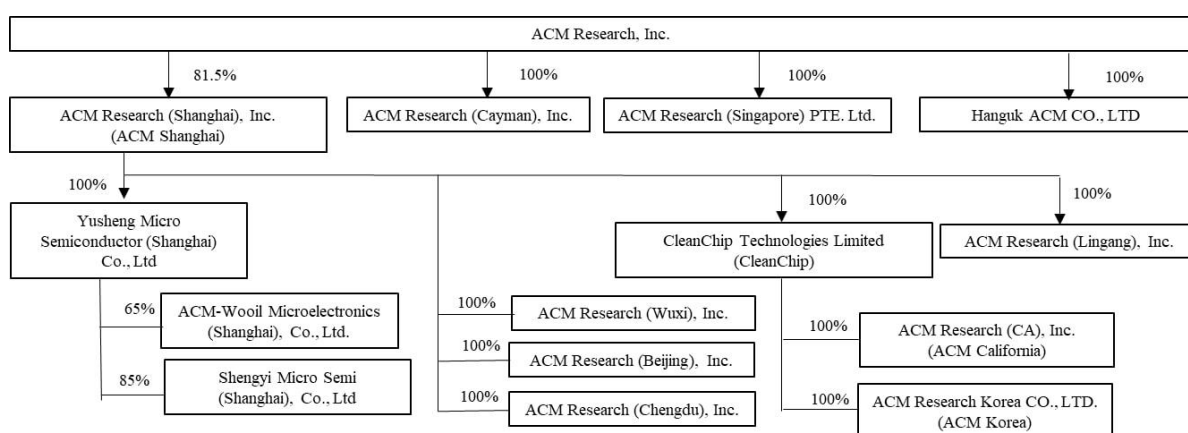 ACM Research, Inc.
81.5%
100%
100%
100%
ACM Research (Shanghai), Inc.
(ACM Shanghai)
ACM Research (Cayman), Inc.
ACM Research (Singapore) PTE. Ltd.
Hanguk ACM CO., LTD
100%
100%
100%
100%
Yusheng Micro
Semiconductor (Shanghai)
Co., Ltd
CleanChip Technologies Limited
(CleanChip)
ACM Research (Lingang), Inc.
65%
ACM-Wooil Microelectronics
(Shanghai), Co., Ltd.
85%
Shengyi Micro Semi
(Shanghai), Co., Ltd
100%
ACM Research (Wuxi), Inc.
100%
ACM Research (Beijing), Inc.
100%
ACM Research (Chengdu), Inc.
100%
ACM Research (CA), Inc.
(ACM California)
100%
ACM Research Korea CO., LTD.
(ACM Korea)